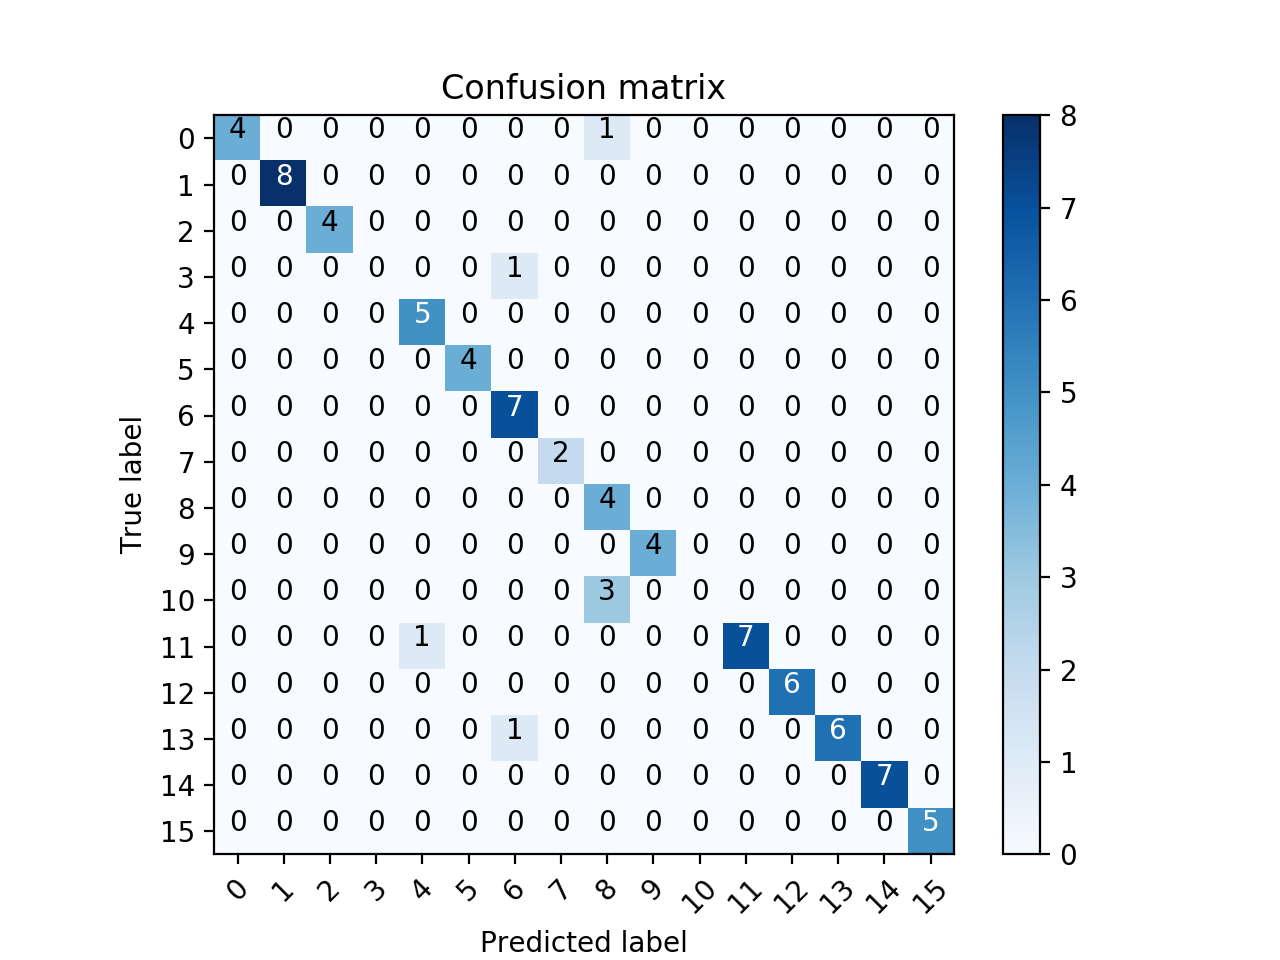 Confusion matrix
0 4 0 0 0 0 0 0 0 1 0 0 0 0 0 0 0
1 0 8 0 0 0 0 0 0 0 0 0 0 0 0 0 0
2 0 0 4 0 0 0 0 0 0 0 0 0 0 0 0 0
3 0 0 0 0 0 0 1 0 0 0 0 0 0 0 0 0
4 0 0 0 0 5 0 0 0 0 0 0 0 0 0 0 0
5 0 0 0 0 0 4 0 0 0 0 0 0 0 0 0 0
6 0 0 0 0 0 0 7 0 0 0 0 0 0 0 0 0
7 0 0 0 0 0 0 0 2 0 0 0 0 0 0 0 0
8 0 0 0 0 0 0 0 0 4 0 0 0 0 0 0 0
9 0 0 0 0 0 0 0 0 0 4 0 0 0 0 0 0
10 0 0 0 0 0 0 0 0 3 0 0 0 0 0 0 0
11 0 0 0 0 1 0 0 0 0 0 0 7 0 0 0 0
12 0 0 0 0 0 0 0 0 0 0 0 0 6 0 0 0
13 0 0 0 0 0 0 1 0 0 0 0 0 0 6 0 0
14 0 0 0 0 0 0 0 0 0 0 0 0 0 0 7 0
15 0 0 0 0 0 0 0 0 0 0 0 0 0 0 0 5
True label
0 1 2 3 4 5 6 7 8 9 10 11 12 13 14 15
Predicted label
8
7
6
5
4
3
2
1
0